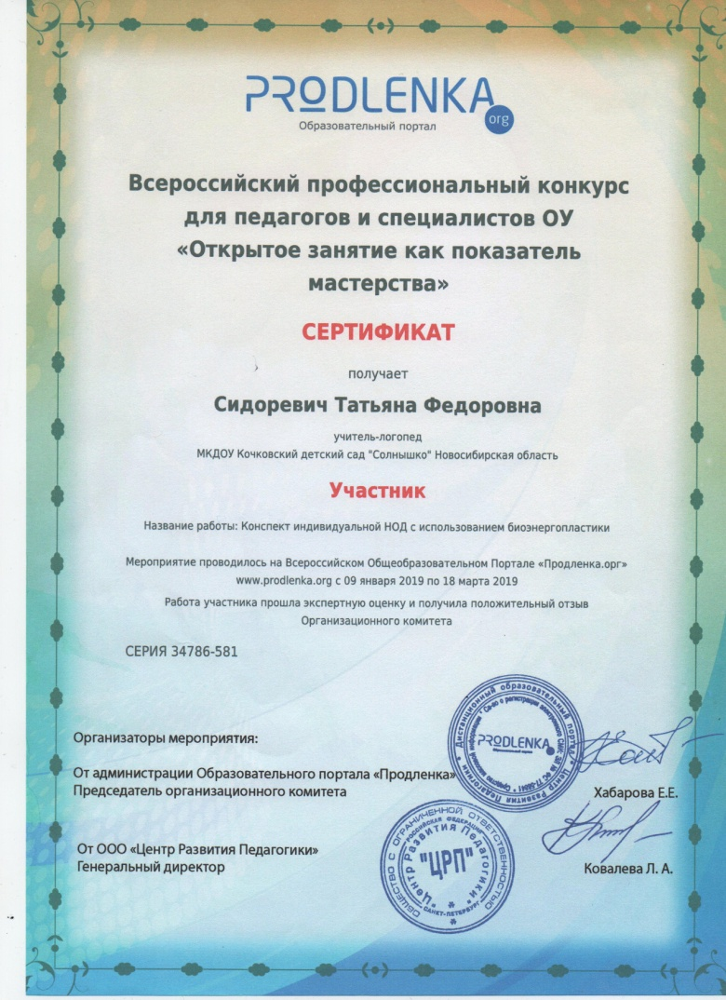 PRODLENKA
org
Образовательный портал
Всероссийский профессиональный конкурс
для педагогов и специалистов ОУ
«Открытое занятие как показатель
мастерства»
СЕРТИФИКАТ
получает
Сидоревич Татьяна Федоровна
учитель-логопед
МКДОУ Кочковский детский сад "Солнышко" Новосибирская область
Участник
Название работы: Конспект индивидуальной НОД с использованием биоэнергопластики
Мероприятие проводилось на Всероссийском Общеобразовательном Портале «Продленка.орг»
www.prodlenka.org с 09 января 2019 по 18 марта 2019
Работа участника прошла экспертную оценку и получила положительный отзыв
Организационного комитета
СЕРИЯ 34786-581
Организаторы мероприятия:
От администрации Образовательного портала «Продленка»
Председатель организационного комитета
Хабарова Е.Е.
Дистанционный образовательный портал
Центр Развития Педагогики
PRODLENKA
От ООО «Центр Развития Педагогики»
Генеральный директор
Ковалева Л. А.
ОБЩЕСТВО С ОГРАНИЧЕННОЙ ОТВЕТСТВЕННОСТЬЮ
РОССИЙСКАЯ ФЕДЕРАЦИЯ
"Центр Развития Педагогики"
"ЦРП"
САНКТ-ПЕТЕРБУРГ